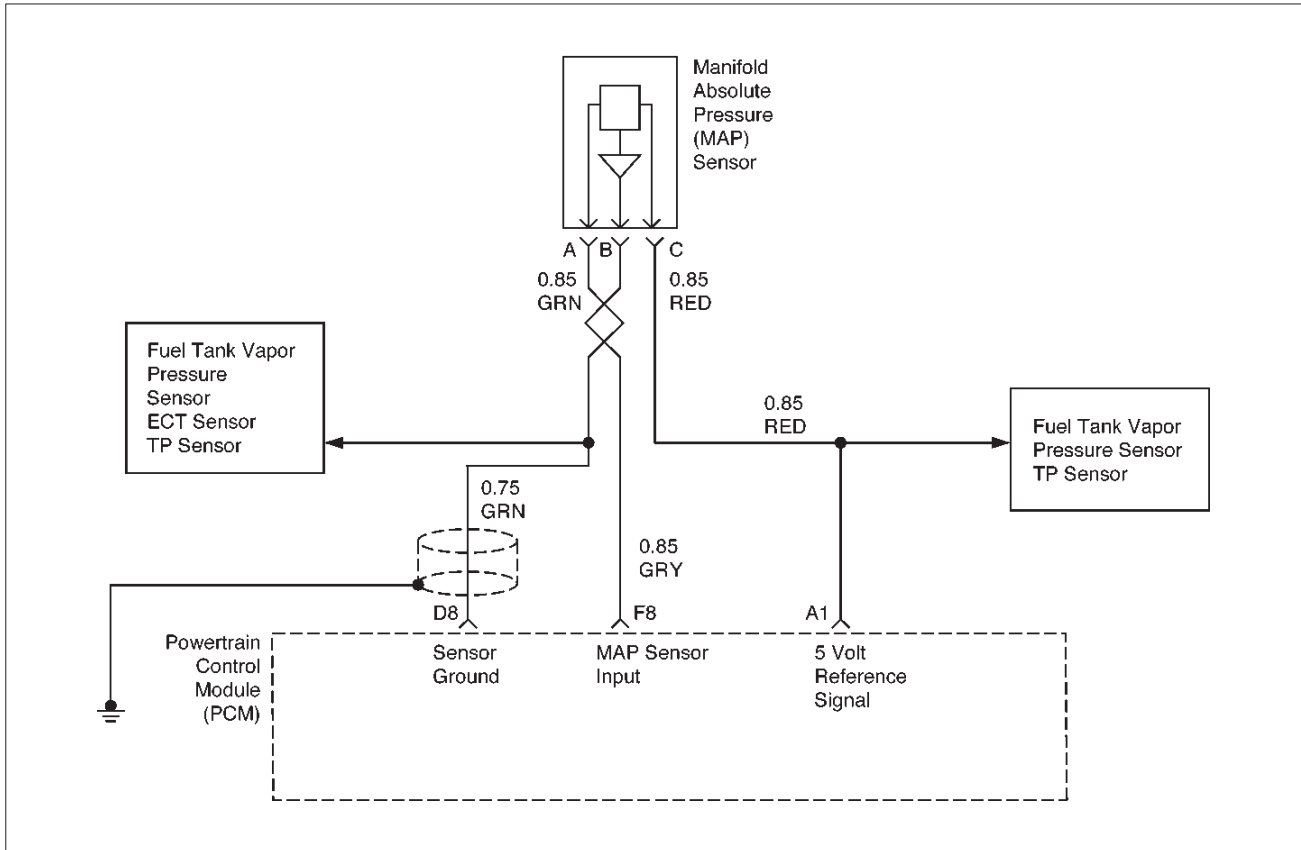 Manifold
Absolute
Pressure
(MAP)
Sensor
A B C
0.85
GRN
0.85
RED
Fuel Tank Vapor
Pressure
Sensor
ECT Sensor
TP Sensor
0.85
RED
Fuel Tank Vapor
Pressure Sensor
TP Sensor
0.75
GRN
0.85
GRY
D8 F8 A1
Powertrain
Control
Module
(PCM)
Sensor
Ground
MAP Sensor
Input
5 Volt
Reference
Signal